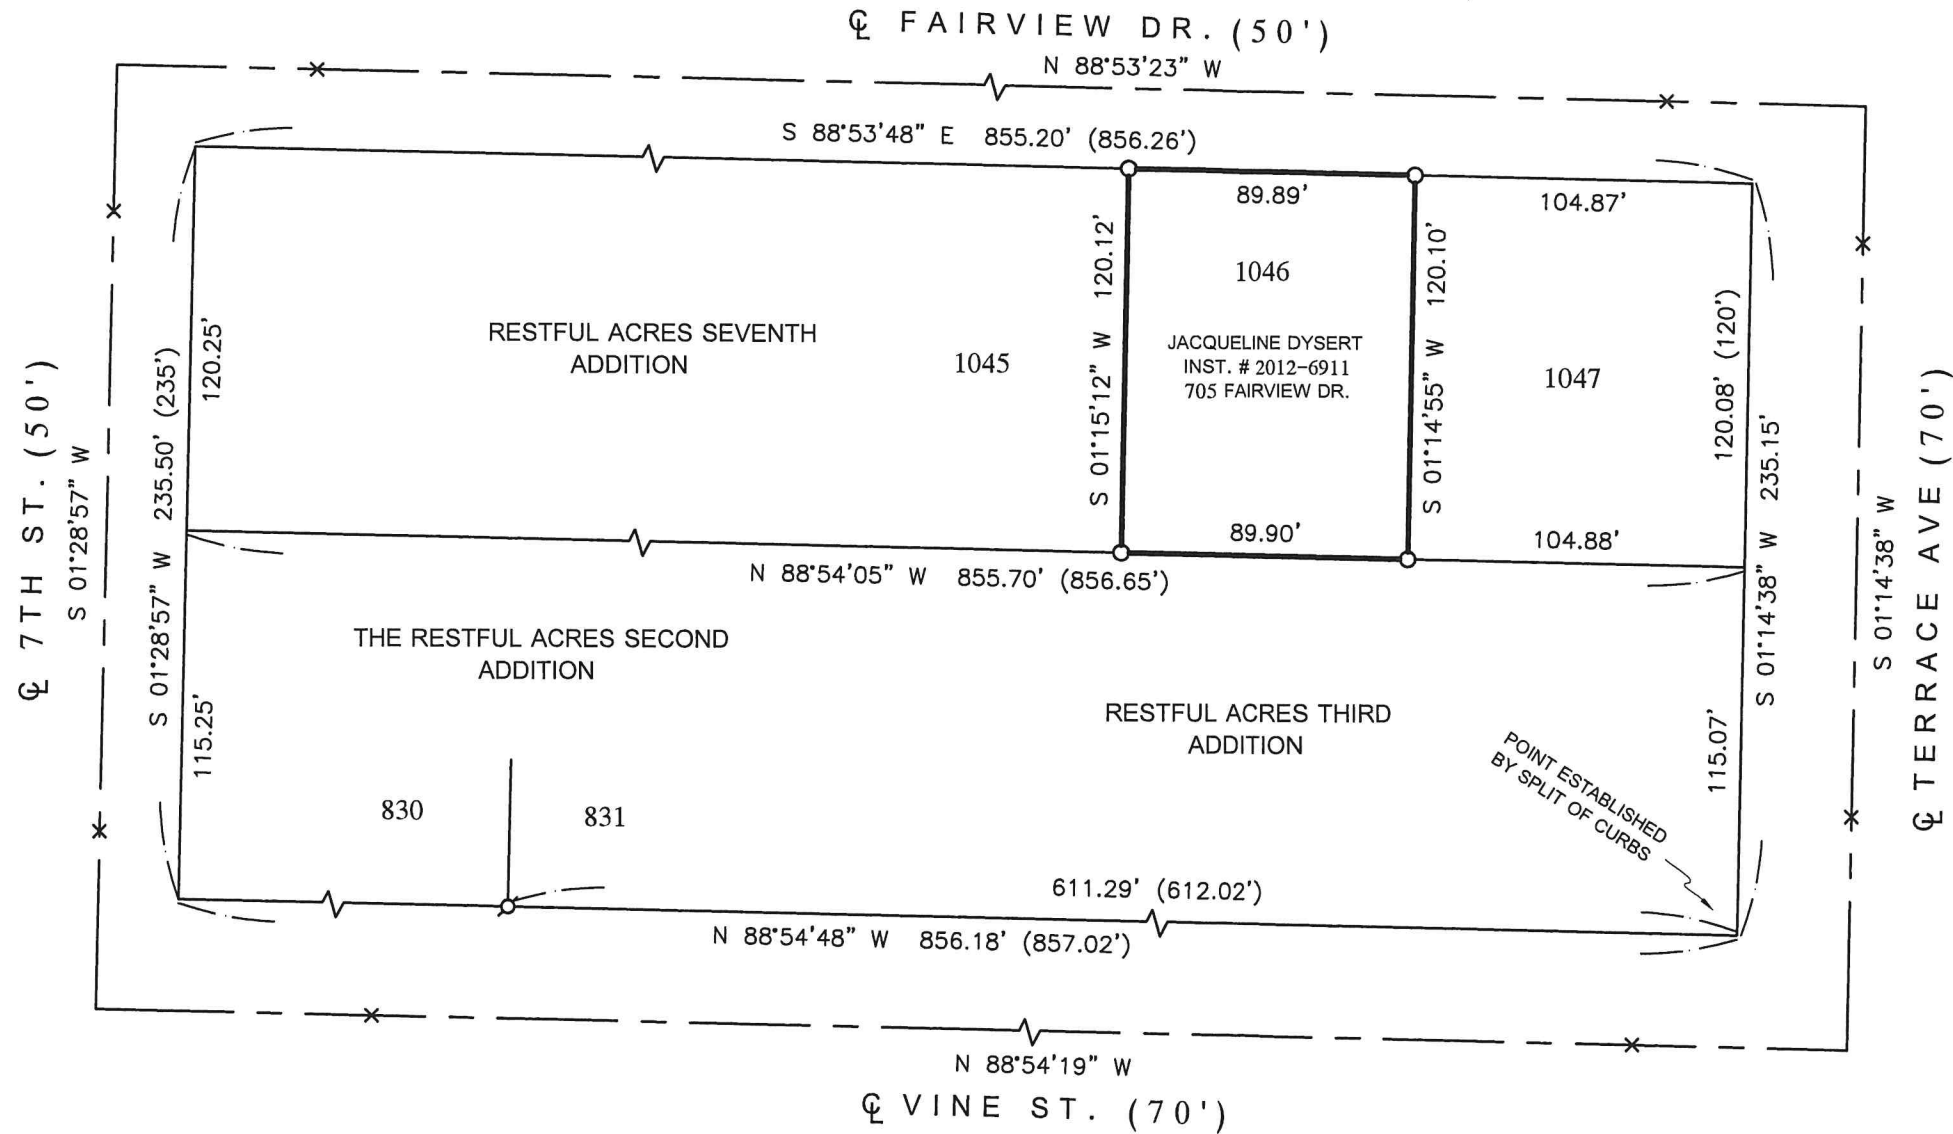 ℄ FAIRVIEW DR. (50')
N 88°53'23" W
S 88°53'48" E 855.20' (856.26')
89.89'
104.87'
120.25'
S 01°15'12" W 120.12'
1046
S 01°14'55" W 120.10'
120.08' (120')
RESTFUL ACRES SEVENTH
ADDITION
1045
JACQUELINE DYSERT
INST. # 2012-6911
705 FAIRVIEW DR.
1047
℄ 7TH ST. (50')
S 01°28'57" W
S 01°28'57" W 235.50' (235')
S 01°14'38" W 235.15'
S 01°14'38" W
℄ TERRACE AVE (70')
89.90'
104.88'
N 88°54'05" W 855.70' (856.65')
THE RESTFUL ACRES SECOND
ADDITION
RESTFUL ACRES THIRD
ADDITION
115.25'
115.07'
POINT ESTABLISHED
BY SPLIT OF CURBS
830
831
611.29' (612.02')
N 88°54'48" W 856.18' (857.02')
N 88°54'19" W
℄ VINE ST. (70')